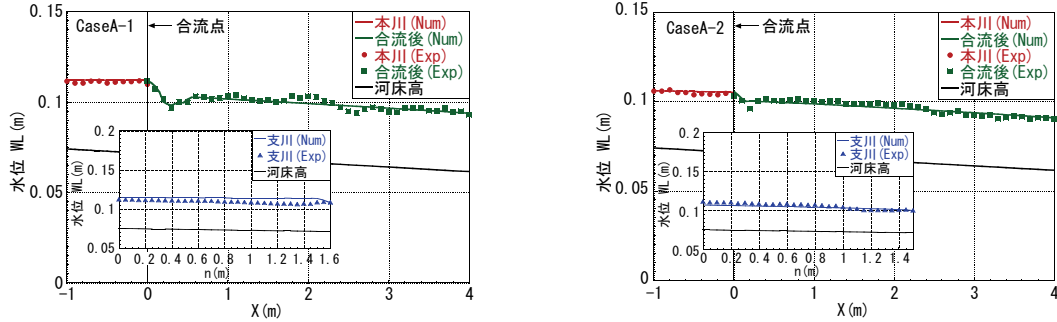 CaseA-1
合流点
本川(Num)
合流後(Num)
本川(Exp)
合流後(Exp)
河床高
0.15
0.1
0.05
0
水位 WL(m)
-1 0 1 2 3 4
X(m)
支川(Num)
支川(Exp)
河床高
0.2
0.15
0.1
0.05
水位 WL(m)
0 0.2 0.4 0.6 0.8 1 1.2 1.4 1.6
n(m)
CaseA-2
合流点
本川(Num)
合流後(Num)
本川(Exp)
合流後(Exp)
河床高
0.15
0.1
0.05
0
水位 WL(m)
-1 0 1 2 3 4
X(m)
支川(Num)
支川(Exp)
河床高
0.2
0.15
0.1
0.05
水位 WL(m)
0 0.2 0.4 0.6 0.8 1 1.2 1.4
n(m)